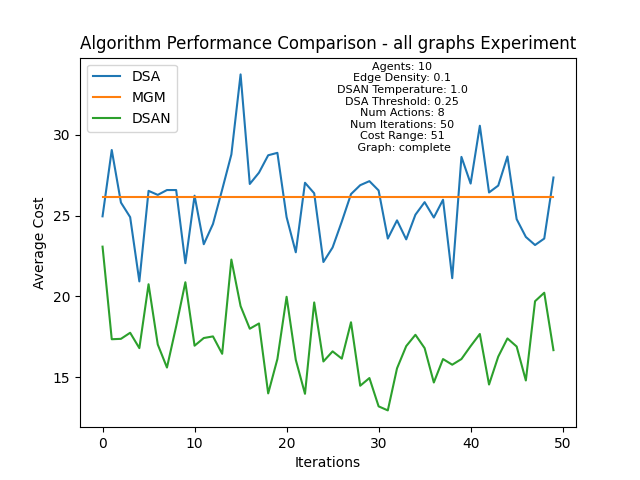 Algorithm Performance Comparison - all graphs Experiment
DSA
MGM
DSAN
Agents: 10
Edge Density: 0.1
DSAN Temperature: 1.0
DSA Threshold: 0.25
Num Actions: 8
Num Iterations: 50
Cost Range: 51
Graph: complete
Average Cost
30
25
20
15
0 10 20 30 40 50
Iterations